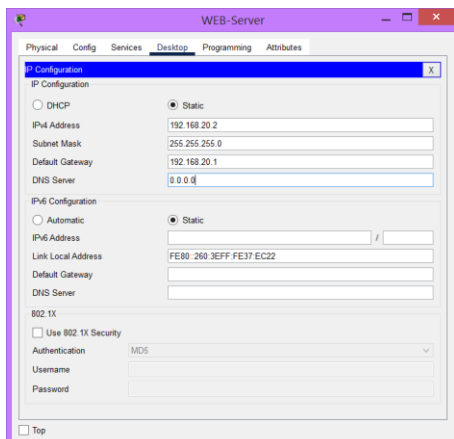 WEB-Server
Physical Config Services Desktop Programming Attributes
IP Configuration X
IP Configuration
DHCP Static
IPv4 Address 192.168.20.2
Subnet Mask 255.255.255.0
Default Gateway 192.168.20.1
DNS Server 0.0.0.0
IPv6 Configuration
Automatic Static
IPv6 Address /
Link Local Address FE80::260:3EFF:FE37:EC22
Default Gateway
DNS Server
802.1X
Use 802.1X Security
Authentication MD5
Username
Password
Top